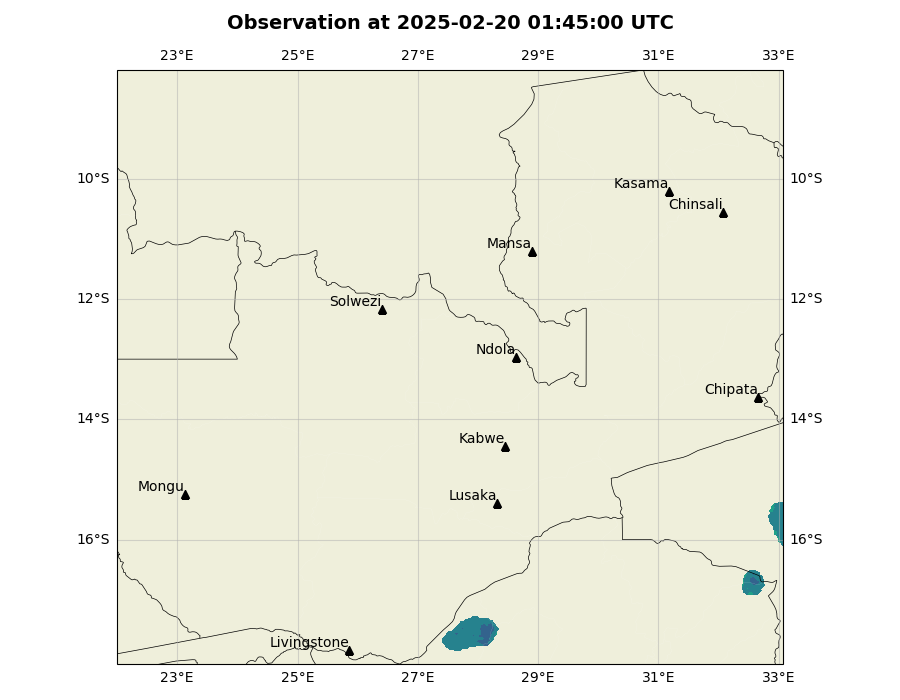 Observation at 2025-02-20 01:45:00 UTC
23°E 25°E 27°E 29°E 31°E 33°E
10°S 10°S
Kasama
Chinsali
Mansa
12°S 12°S
Solwezi
Ndola
Chipata
14°S 14°S
Kabwe
Mongu
Lusaka
16°S 16°S
Livingstone
23°E 25°E 27°E 29°E 31°E 33°E